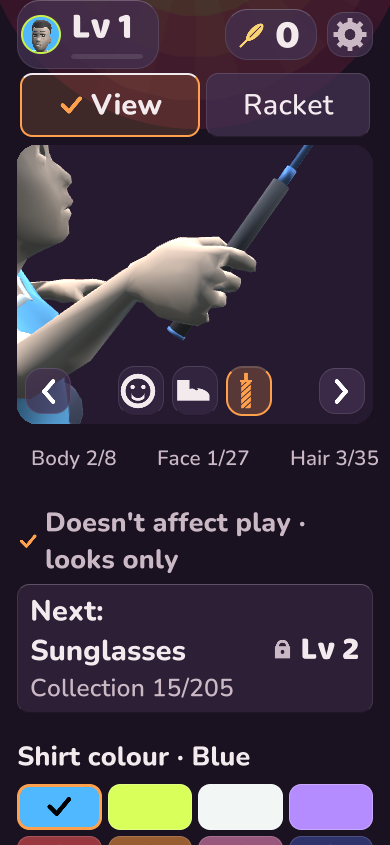 Lv 1
0
View
Racket
Body 2/8
Face 1/27
Hair 3/35
Doesn't affect play ·
looks only
Next:
Sunglasses
Lv 2
Collection 15/205
Shirt colour · Blue